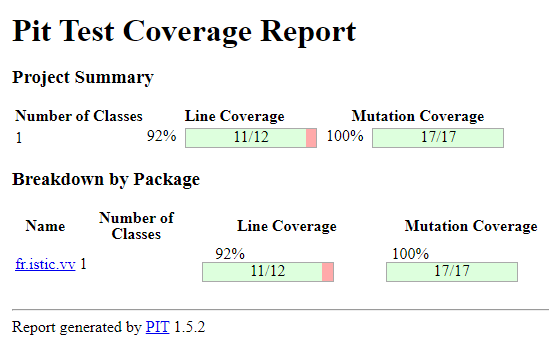 Pit Test Coverage Report
Project Summary
Number of Classes Line Coverage Mutation Coverage
1 92% 11/12 100% 17/17
Breakdown by Package
Name Number of Classes Line Coverage Mutation Coverage
fr.istic.vv 1 92% 11/12 100% 17/17
Report generated by PIT 1.5.2